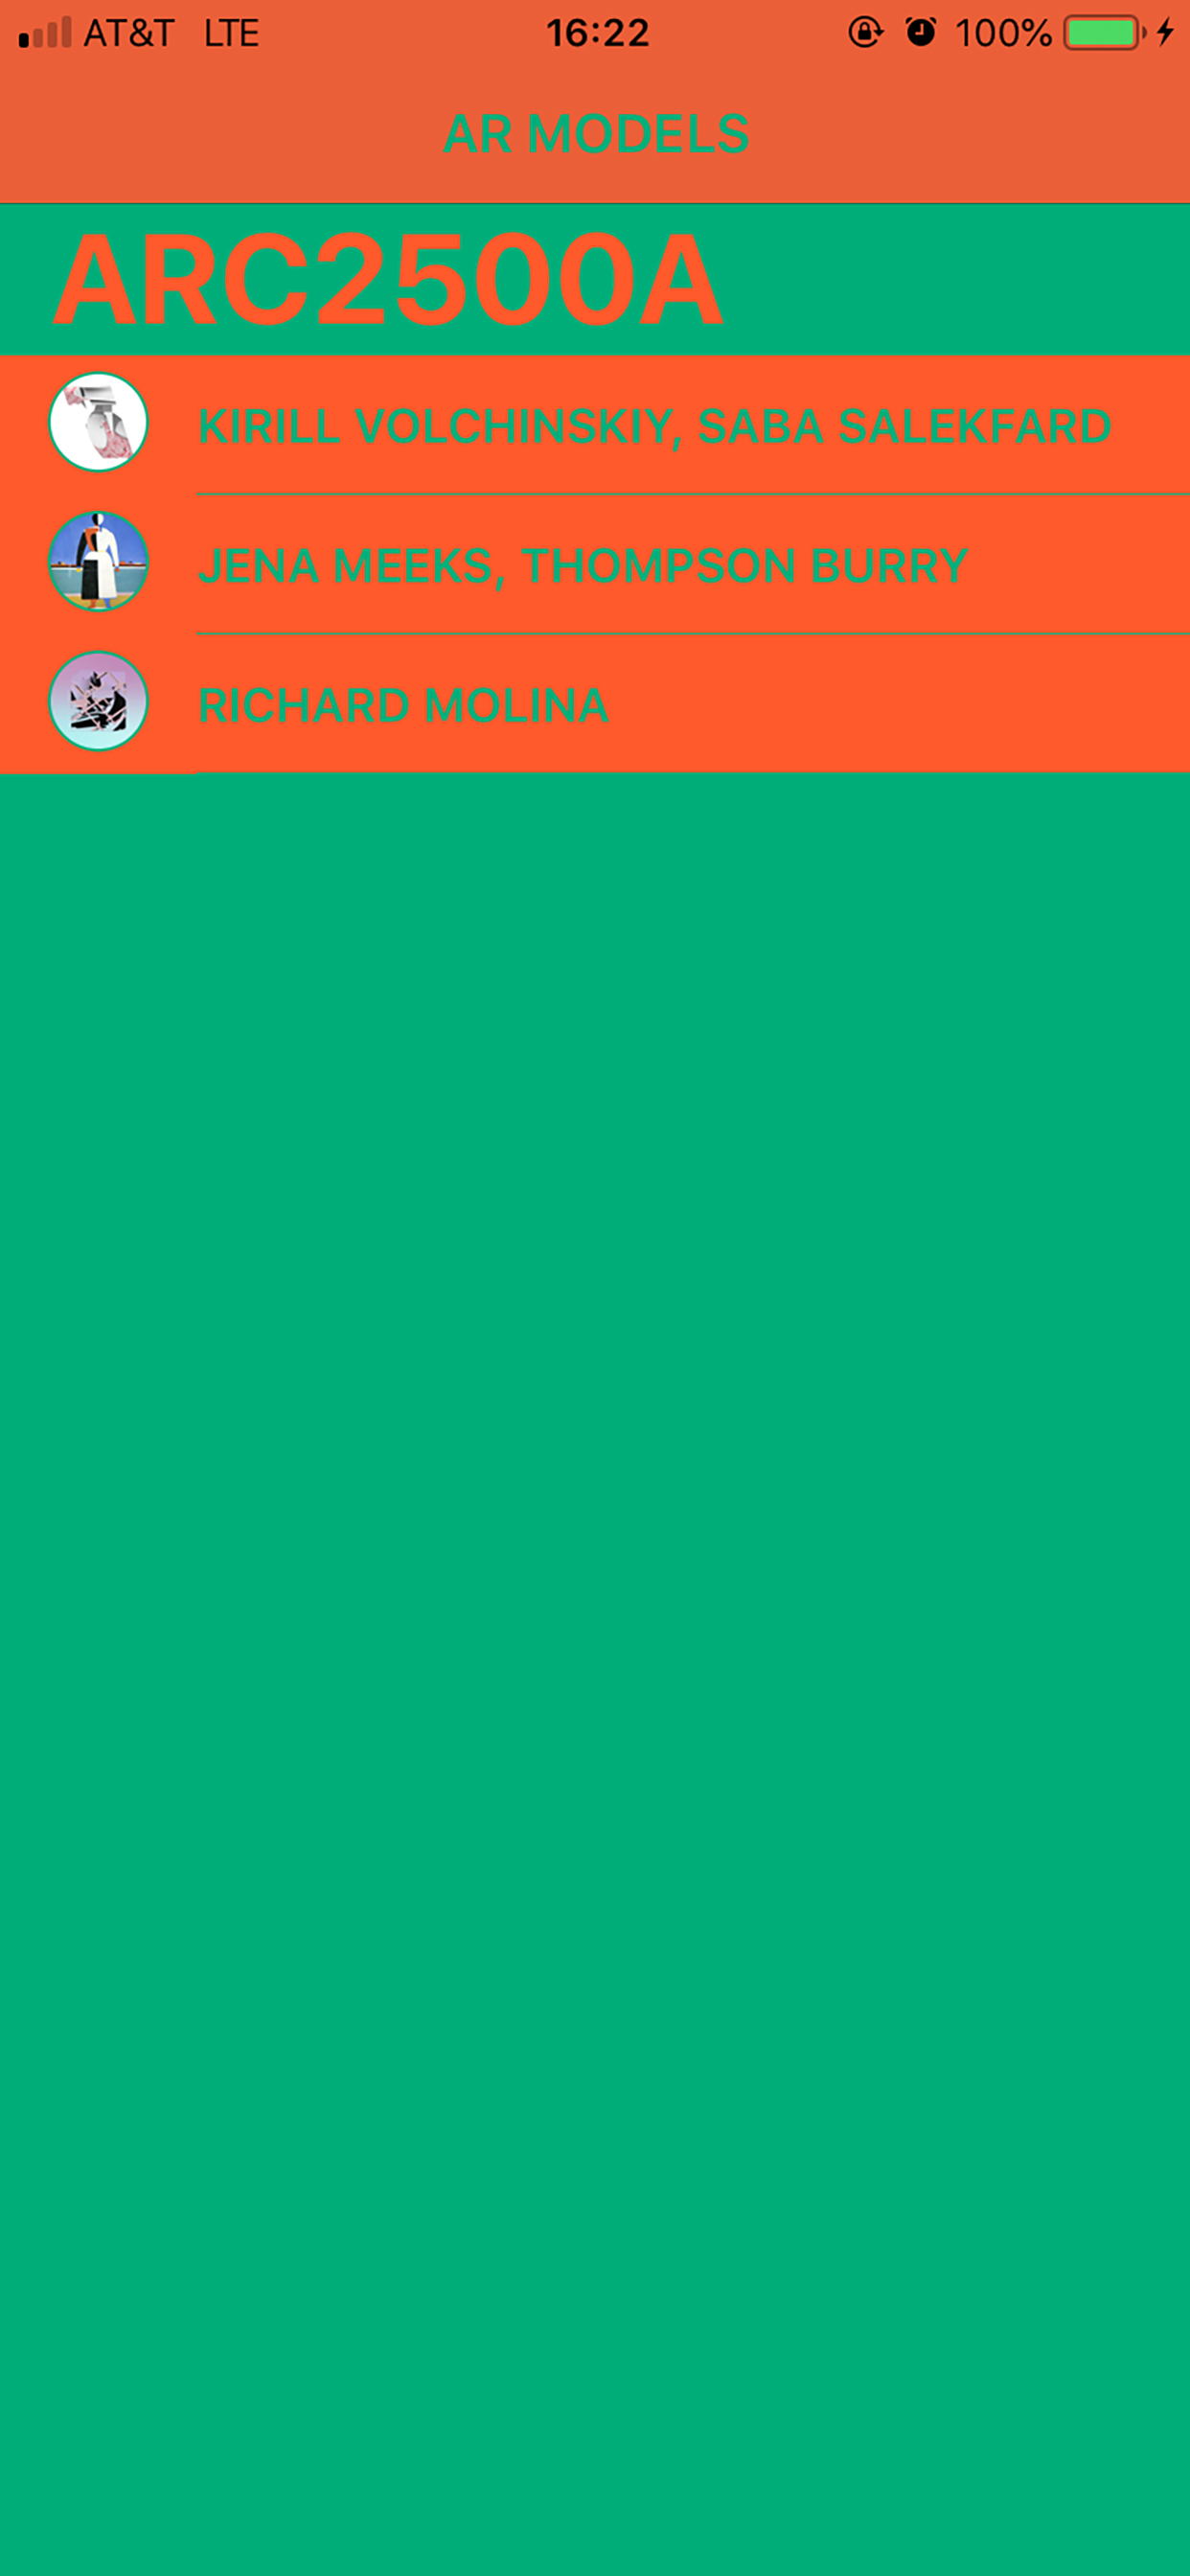 AT&T LTE 16:22 100%
AR MODELS
ARC2500A
KIRILL VOLCHINSKIY, SABA SALEKFARD
JENA MEEKS, THOMPSON BURRY
RICHARD MOLINA